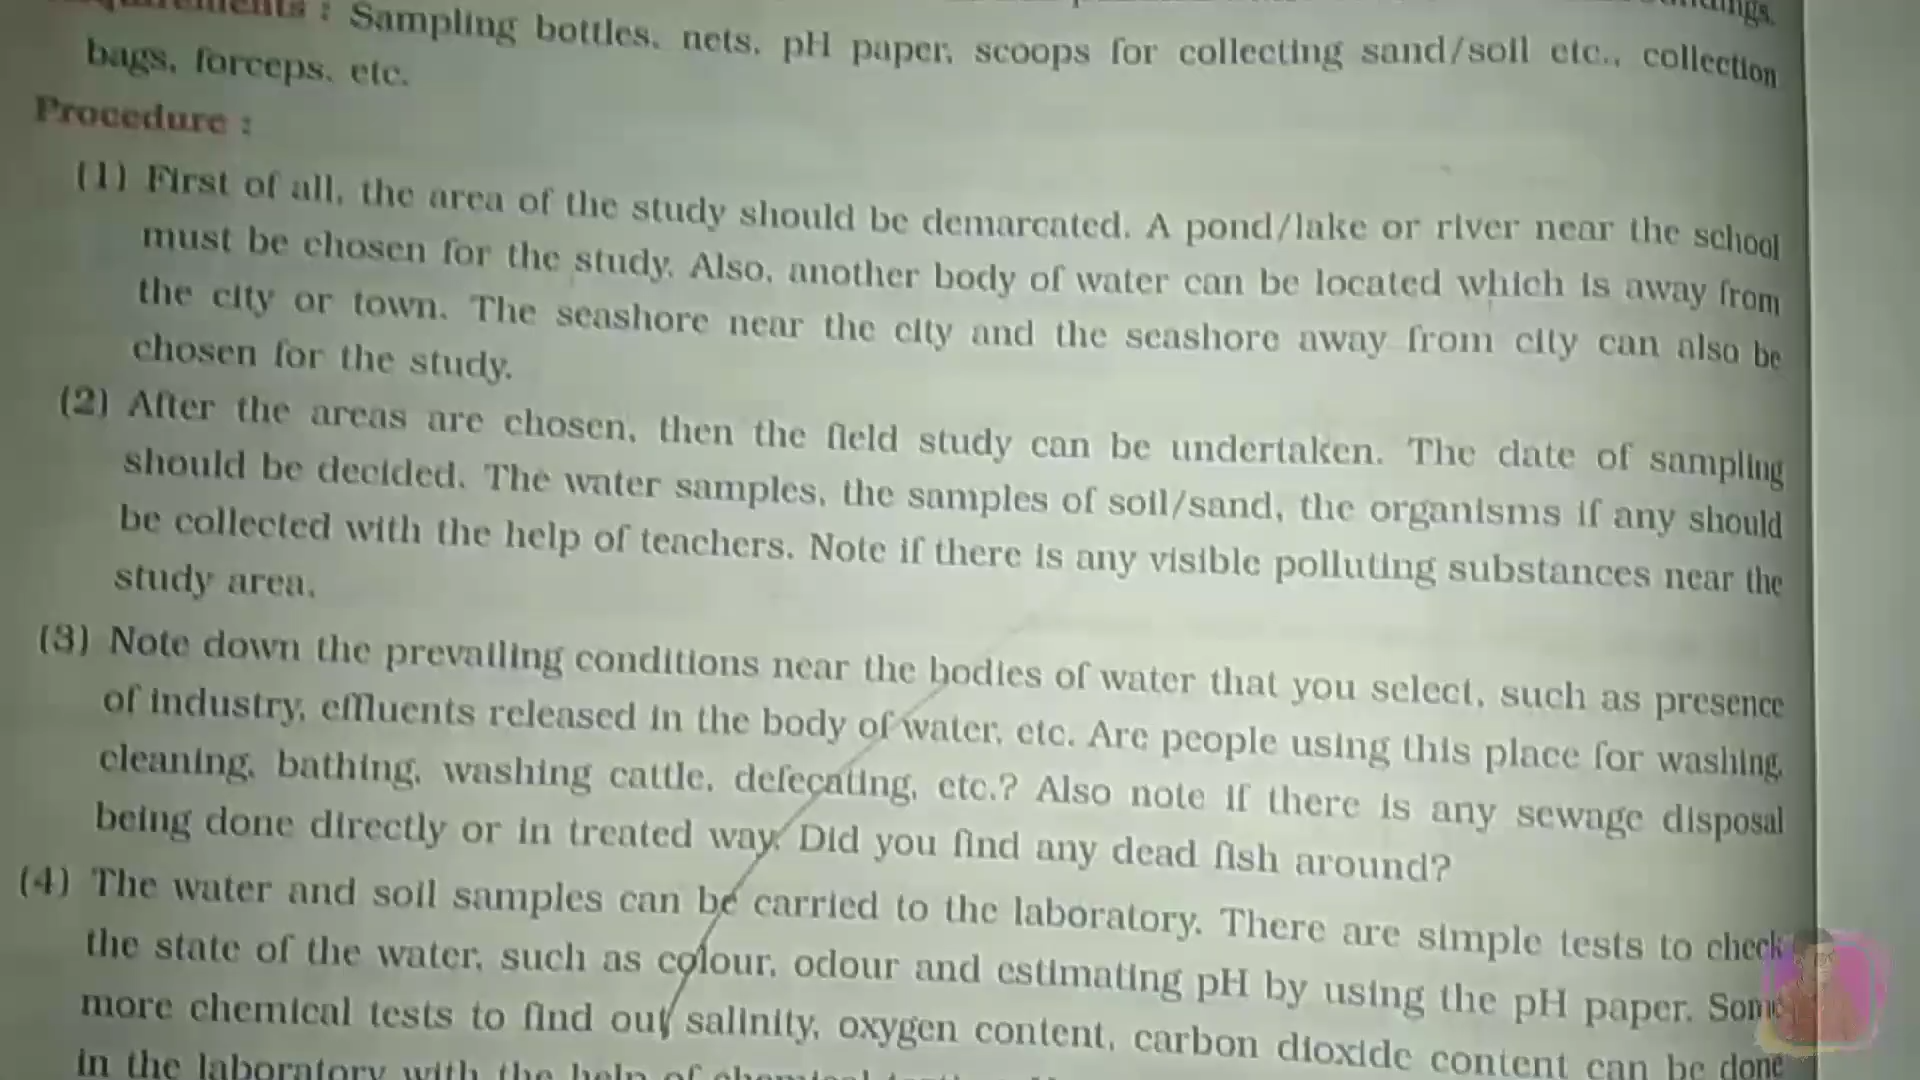 : Sampling bottles, nets, pH paper, scoops for collecting sand/soil etc., collection
bags, forceps, etc.
Procedure :
(1) First of all, the area of the study should be demarcated. A pond/lake or river near the school
must be chosen for the study. Also, another body of water can be located which is away from
the city or town. The seashore near the city and the seashore away from city can also be
chosen for the study.
(2) After the areas are chosen, then the field study can be undertaken. The date of sampling
should be decided. The water samples, the samples of soil/sand, the organisms if any should
be collected with the help of teachers. Note if there is any visible polluting substances near the
study area.
(3) Note down the prevailing conditions near the bodies of water that you select, such as presence
of industry, effluents released in the body of water, etc. Are people using this place for washing,
cleaning, bathing, washing cattle, defecating, etc.? Also note if there is any sewage disposal
being done directly or in treated way. Did you find any dead fish around?
(4) The water and soil samples can be carried to the laboratory. There are simple tests to check
the state of the water, such as colour, odour and estimating pH by using the pH paper. Some
more chemical tests to find out salinity, oxygen content, carbon dioxide content can be done
in the laboratory with the help of chemical